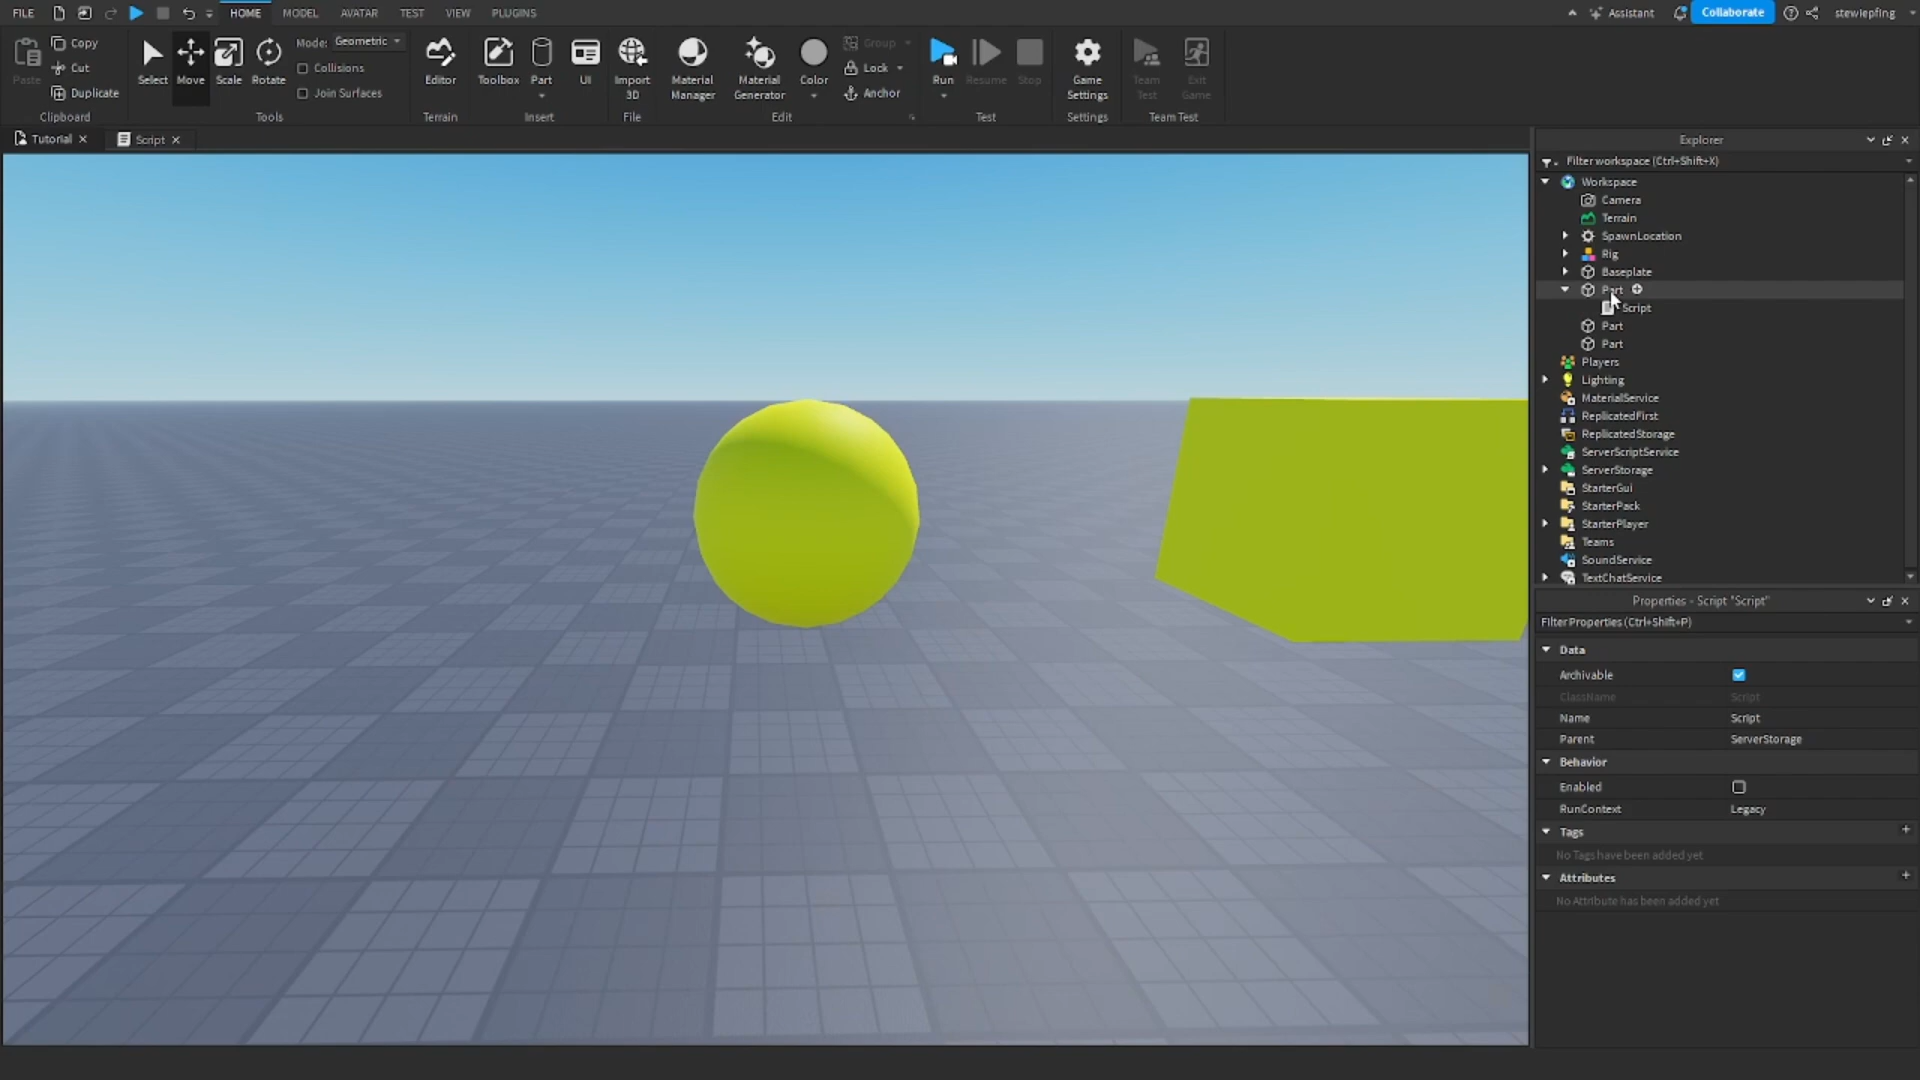 FILE HOME MODEL AVATAR TEST VIEW PLUGINS Assistant Collaborate stewiepfing
Paste Copy Cut Duplicate Clipboard
Select Move Scale Rotate Mode: Geometric Collisions Join Surfaces Tools
Editor Terrain
Toolbox Part UI Insert
Import 3D File
Material Manager Material Generator Color Group Lock Anchor Edit
Run Resume Stop Test
Game Settings Settings
Team Test Exit Game Team Test
Tutorial Script
Explorer
Filter workspace (Ctrl+Shift+X)
Workspace
Camera
Terrain
SpawnLocation
Rig
Baseplate
Part
Script
Part
Part
Players
Lighting
MaterialService
ReplicatedFirst
ReplicatedStorage
ServerScriptService
ServerStorage
StarterGui
StarterPack
StarterPlayer
Teams
SoundService
TextChatService
Properties - Script "Script"
Filter Properties (Ctrl+Shift+P)
Data
Archivable
ClassName Script
Name Script
Parent ServerStorage
Behavior
Enabled
RunContext Legacy
Tags
No Tags have been added yet
Attributes
No Attribute has been added yet